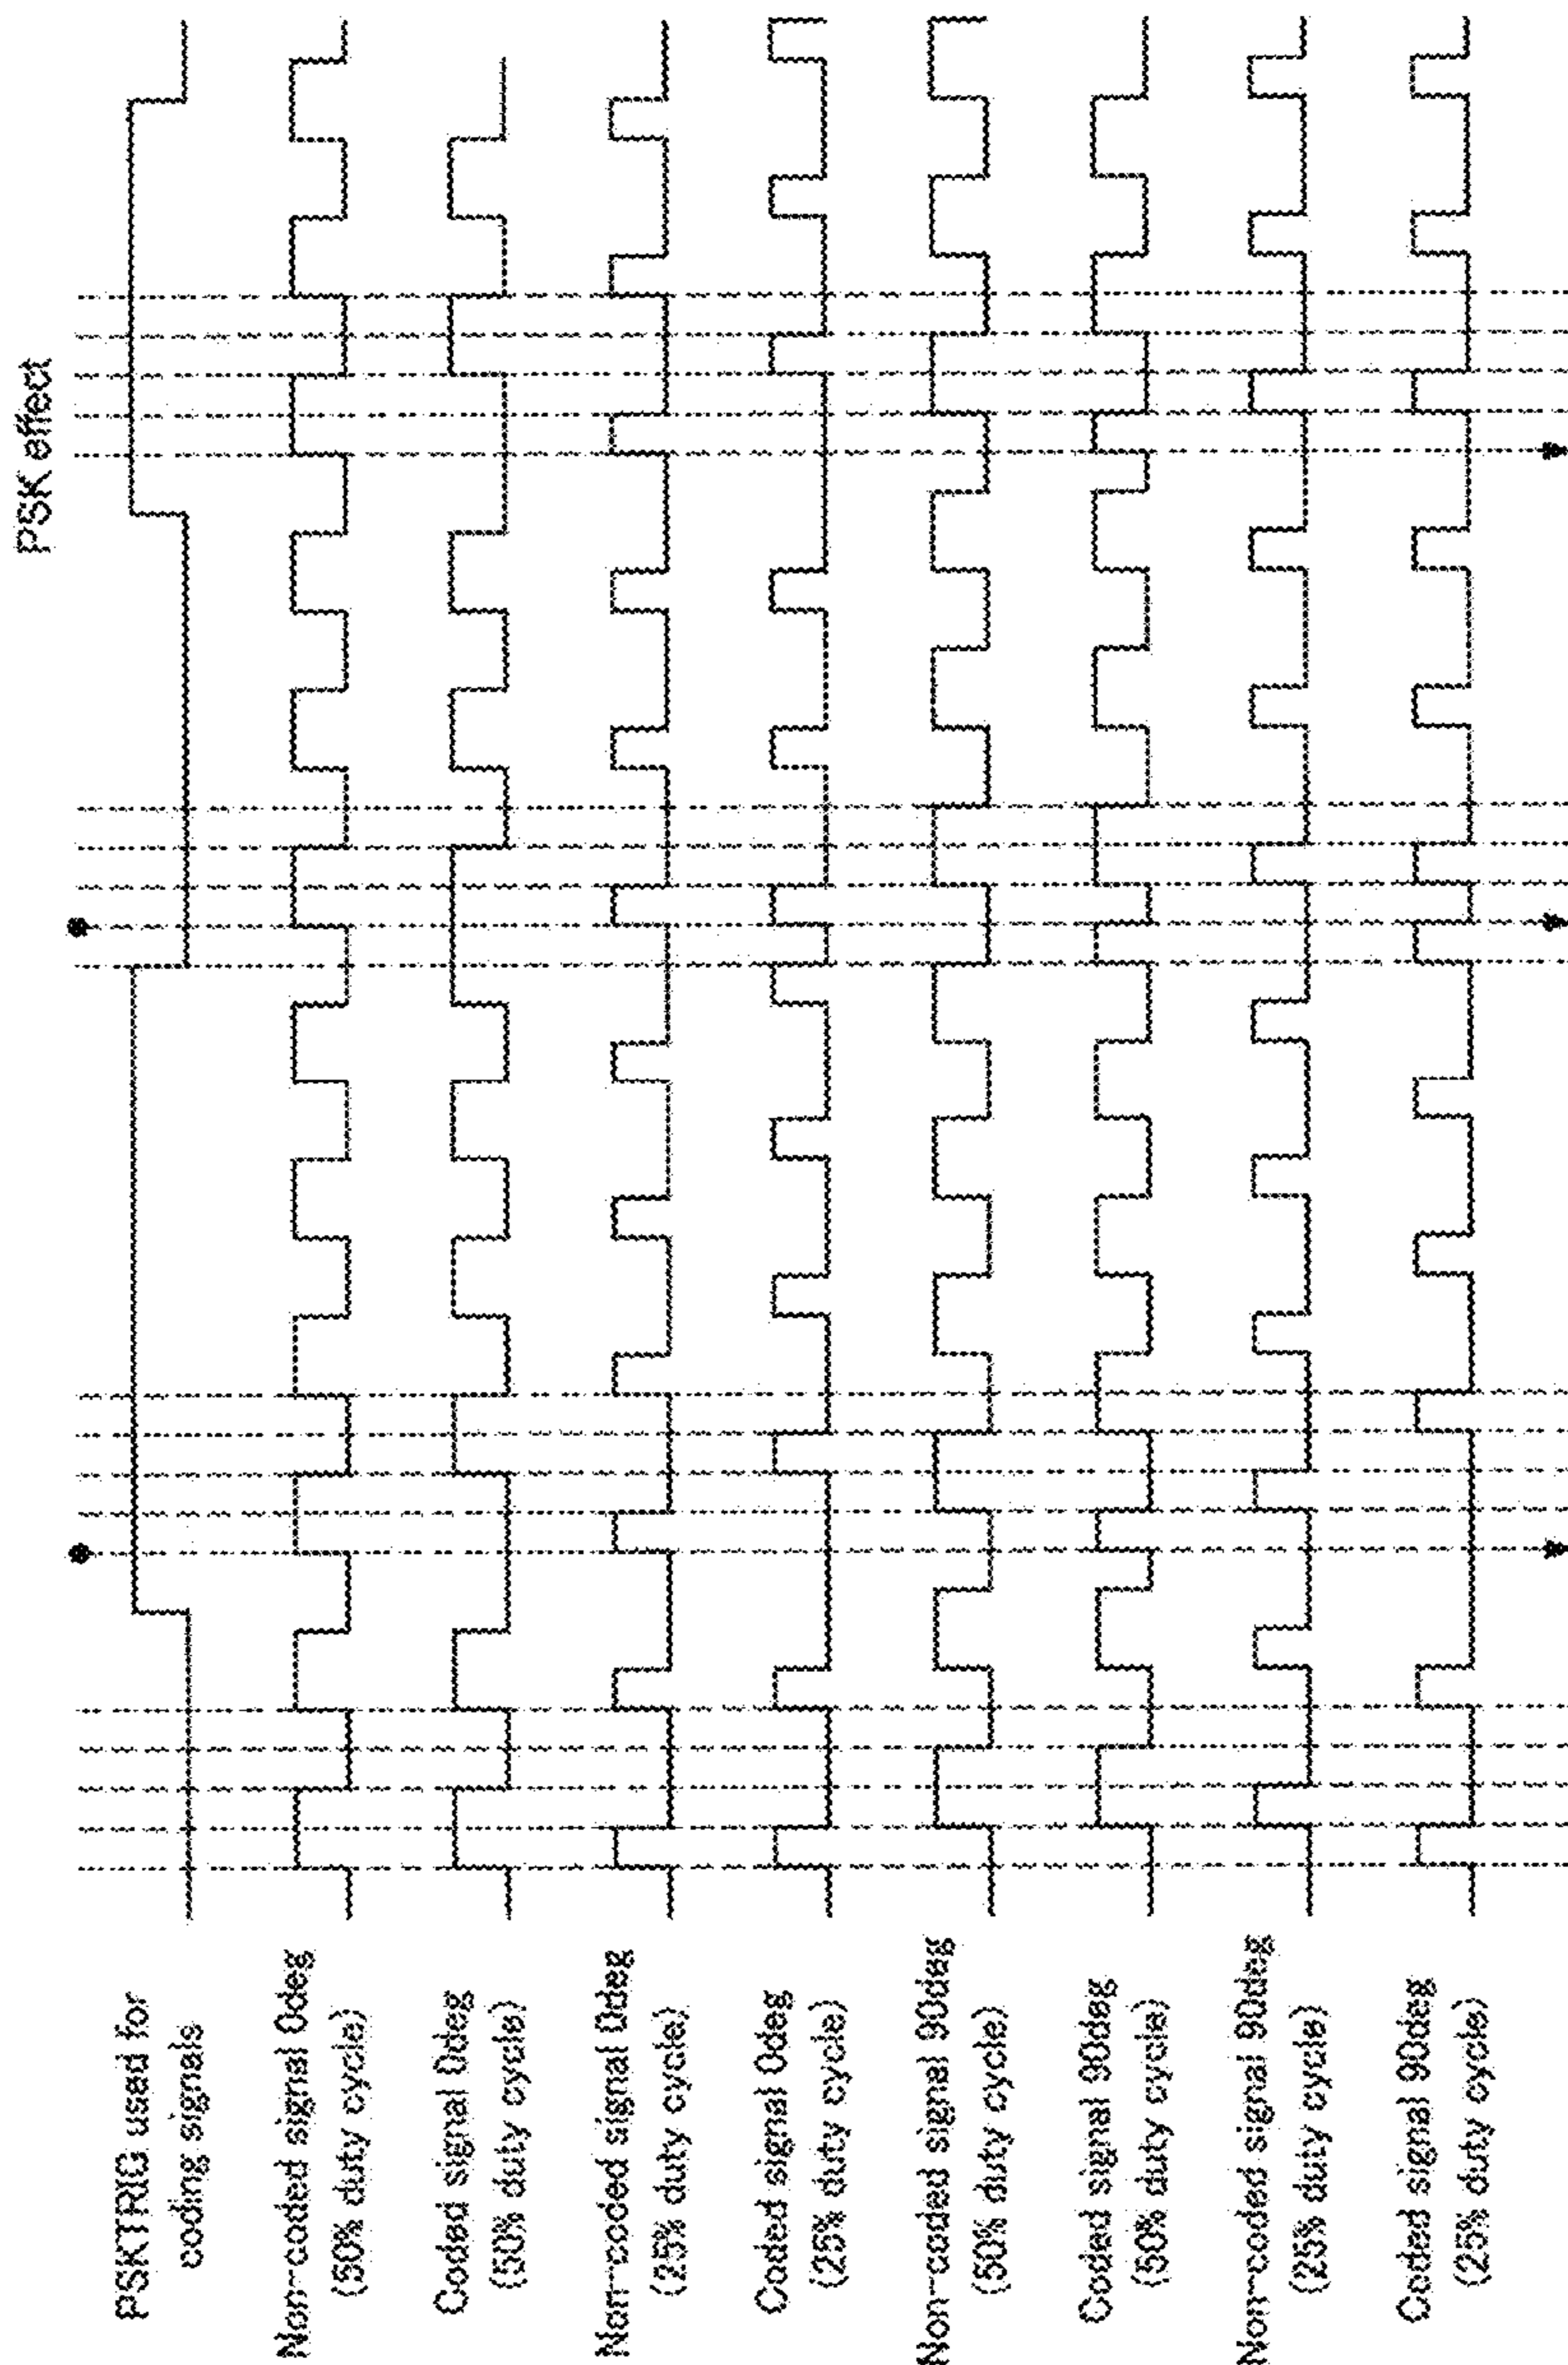 PSK effect
PSKTRIG used for
coding signals
Non-coded signal 0deg
(50% duty cycle)
Coded signal 0deg
(50% duty cycle)
Non-coded signal 0deg
(25% duty cycle)
Coded signal 0deg
(25% duty cycle)
Non-coded signal 90deg
(50% duty cycle)
Coded signal 90deg
(50% duty cycle)
Non-coded signal 90deg
(25% duty cycle)
Coded signal 90deg
(25% duty cycle)